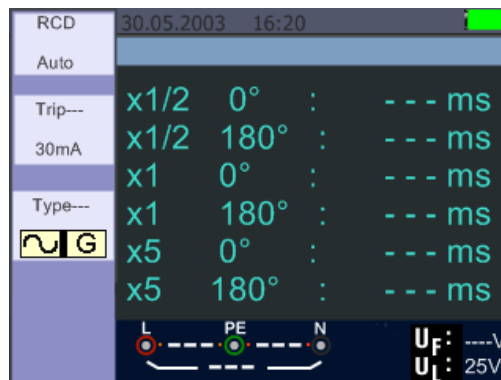 RCD
Auto
Trip---
30mA
Type---
G
30.05.2003 16:20
x1/2 0° : - - - ms
x1/2 180° : - - - ms
x1 0° : - - - ms
x1 180° : - - - ms
x5 0° : - - - ms
x5 180° : - - - ms
L PE N
UF: ----V
UL: 25V